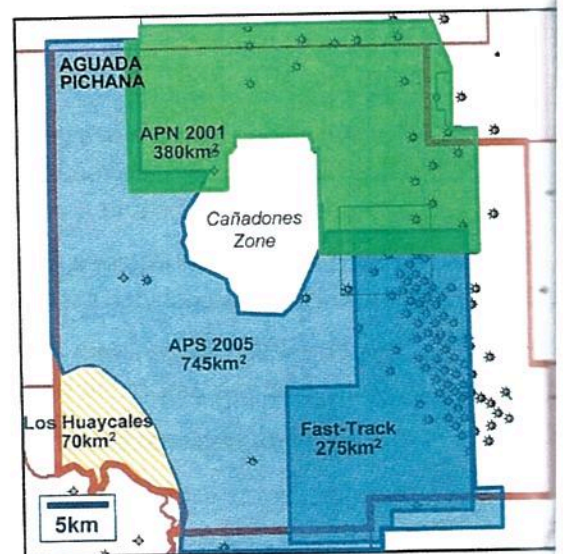 AGUADA
PICHANA
APN 2001
380km²
Cañadones
Zone
APS 2005
745km²
Los Huaycales
70km²
Fast-Track
275km²
5km